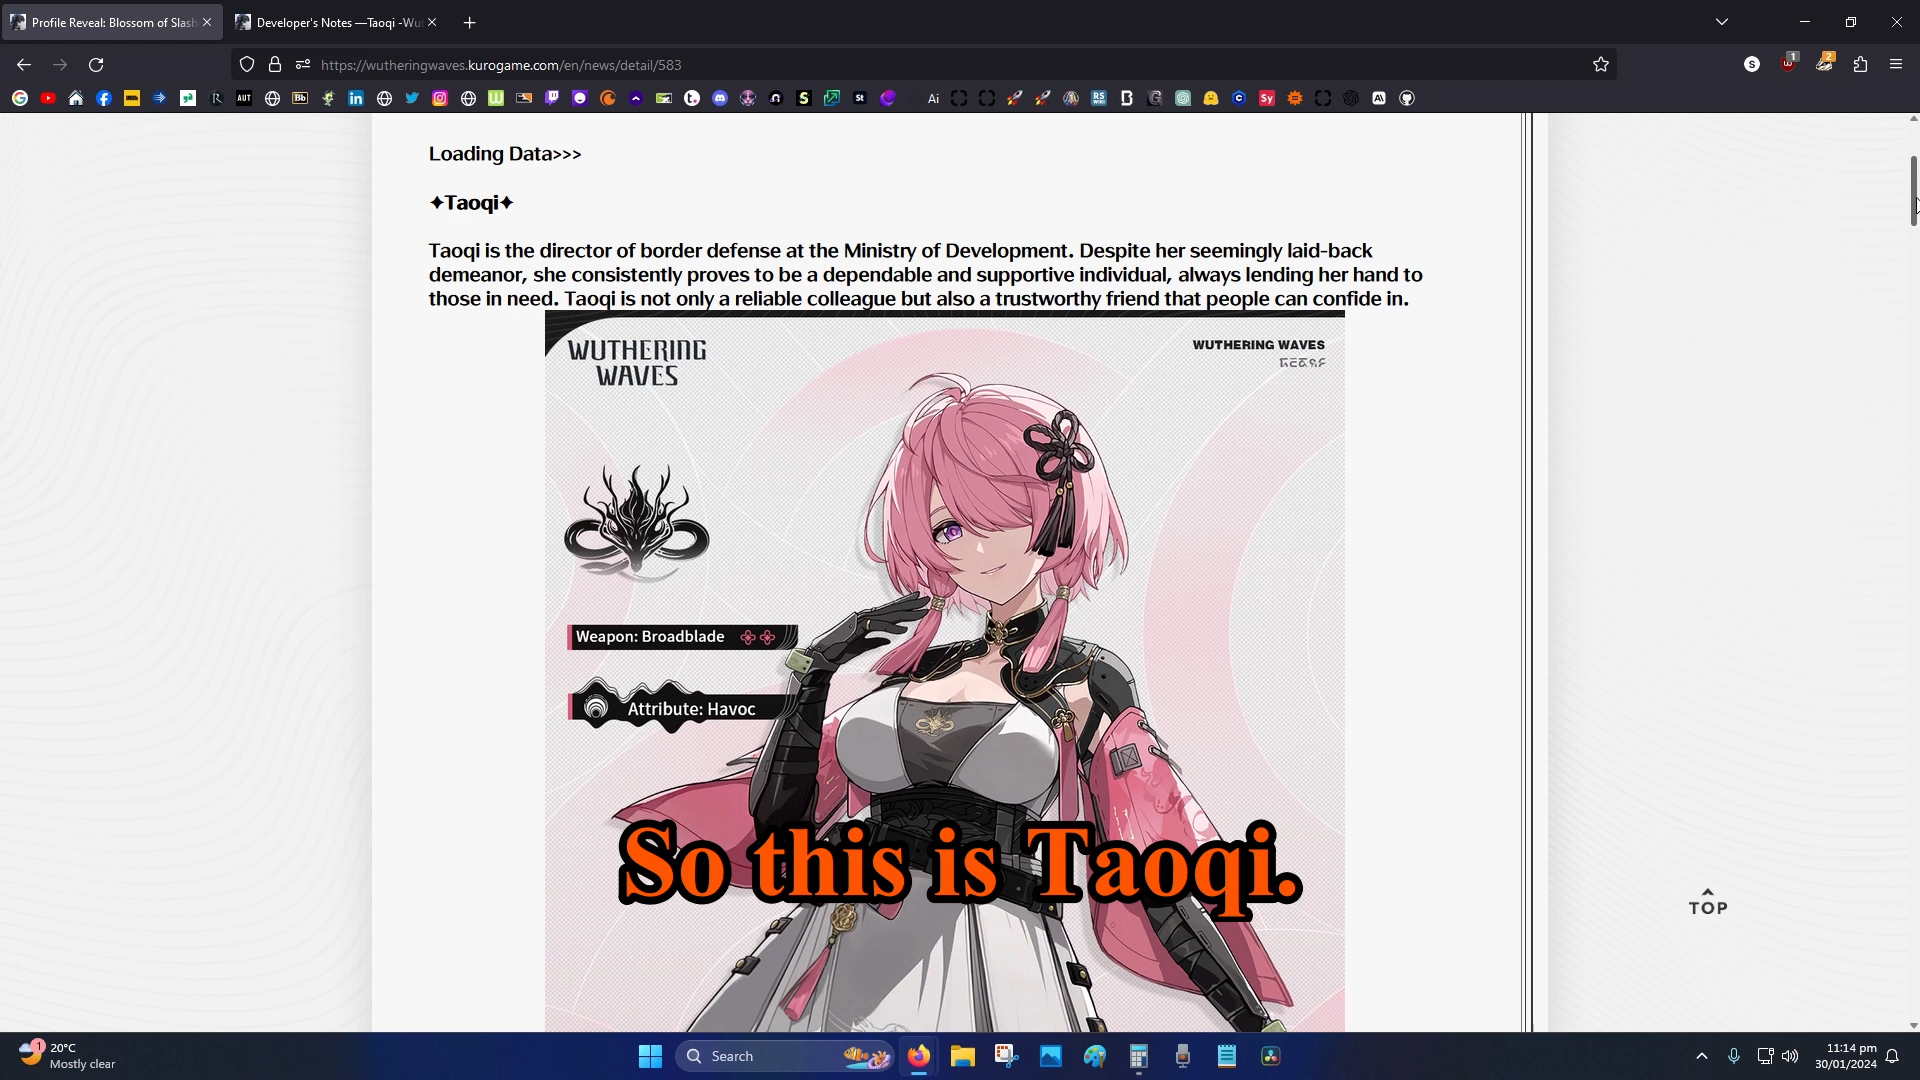 Profile Reveal: Blossom of Slash
Developer's Notes —Taoqi -Wu
https://wutheringwaves.kurogame.com/en/news/detail/583
Loading Data>>>
✦Taoqi✦
Taoqi is the director of border defense at the Ministry of Development. Despite her seemingly laid-back
demeanor, she consistently proves to be a dependable and supportive individual, always lending her hand to
those in need. Taoqi is not only a reliable colleague but also a trustworthy friend that people can confide in.
WUTHERING
WAVES
WUTHERING WAVES
Weapon: Broadblade
Attribute: Havoc
So this is Taoqi.
TOP
20°C
Mostly clear
Search
11:14 pm
30/01/2024